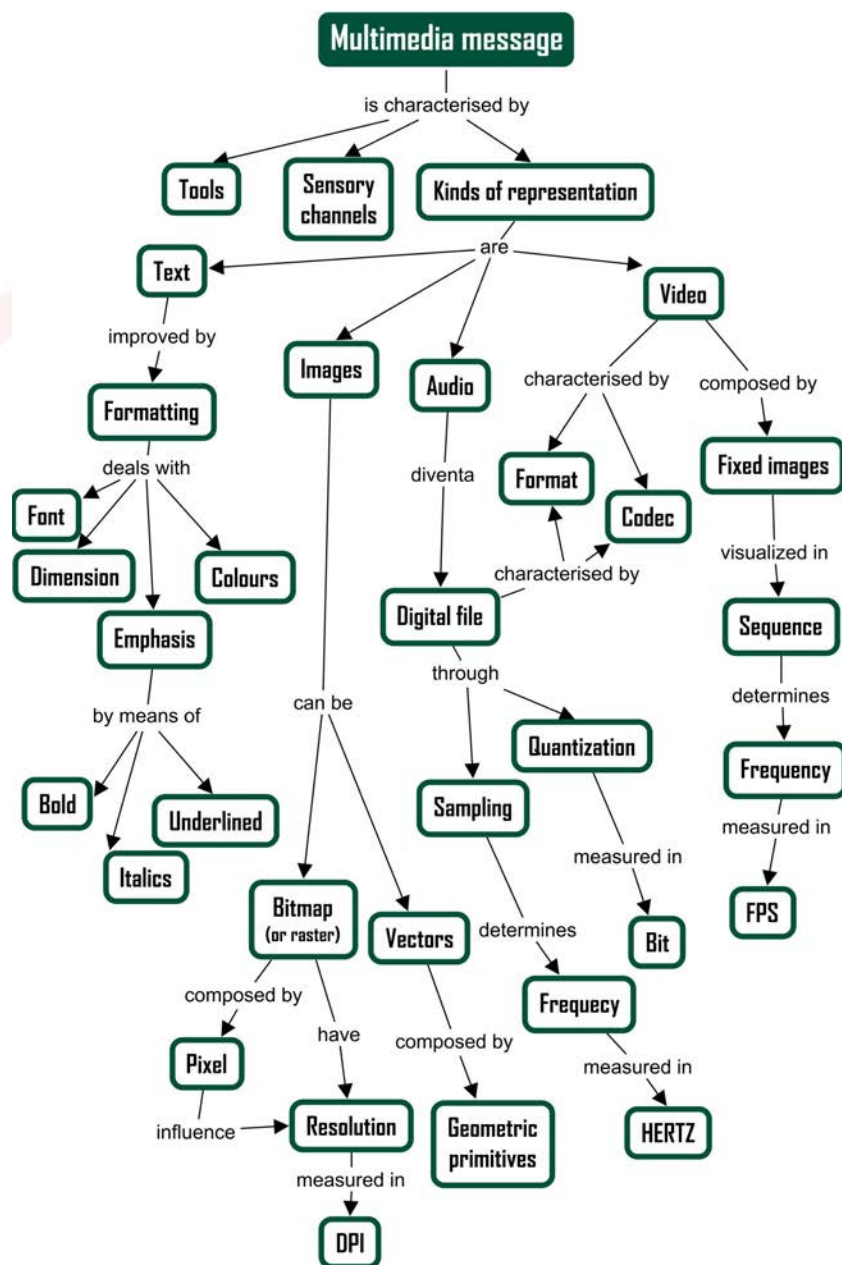 Multimedia message
is characterised by
Tools
Sensory
channels
Kinds of representation
are
Text
Video
improved by
Images
Audio
characterised by
composed by
Formatting
deals with
diventa
Format
Codec
Fixed images
Font
Dimension
Colours
characterised by
visualized in
Emphasis
Digital file
Sequence
by means of
can be
through
determines
Quantization
Bold
Underlined
Italics
Sampling
Frequency
measured in
measured in
Bitmap
(or raster)
Vectors
determines
Bit
FPS
composed by
have
Frequecy
Pixel
composed by
measured in
influence
Resolution
Geometric
primitives
HERTZ
measured in
DPI